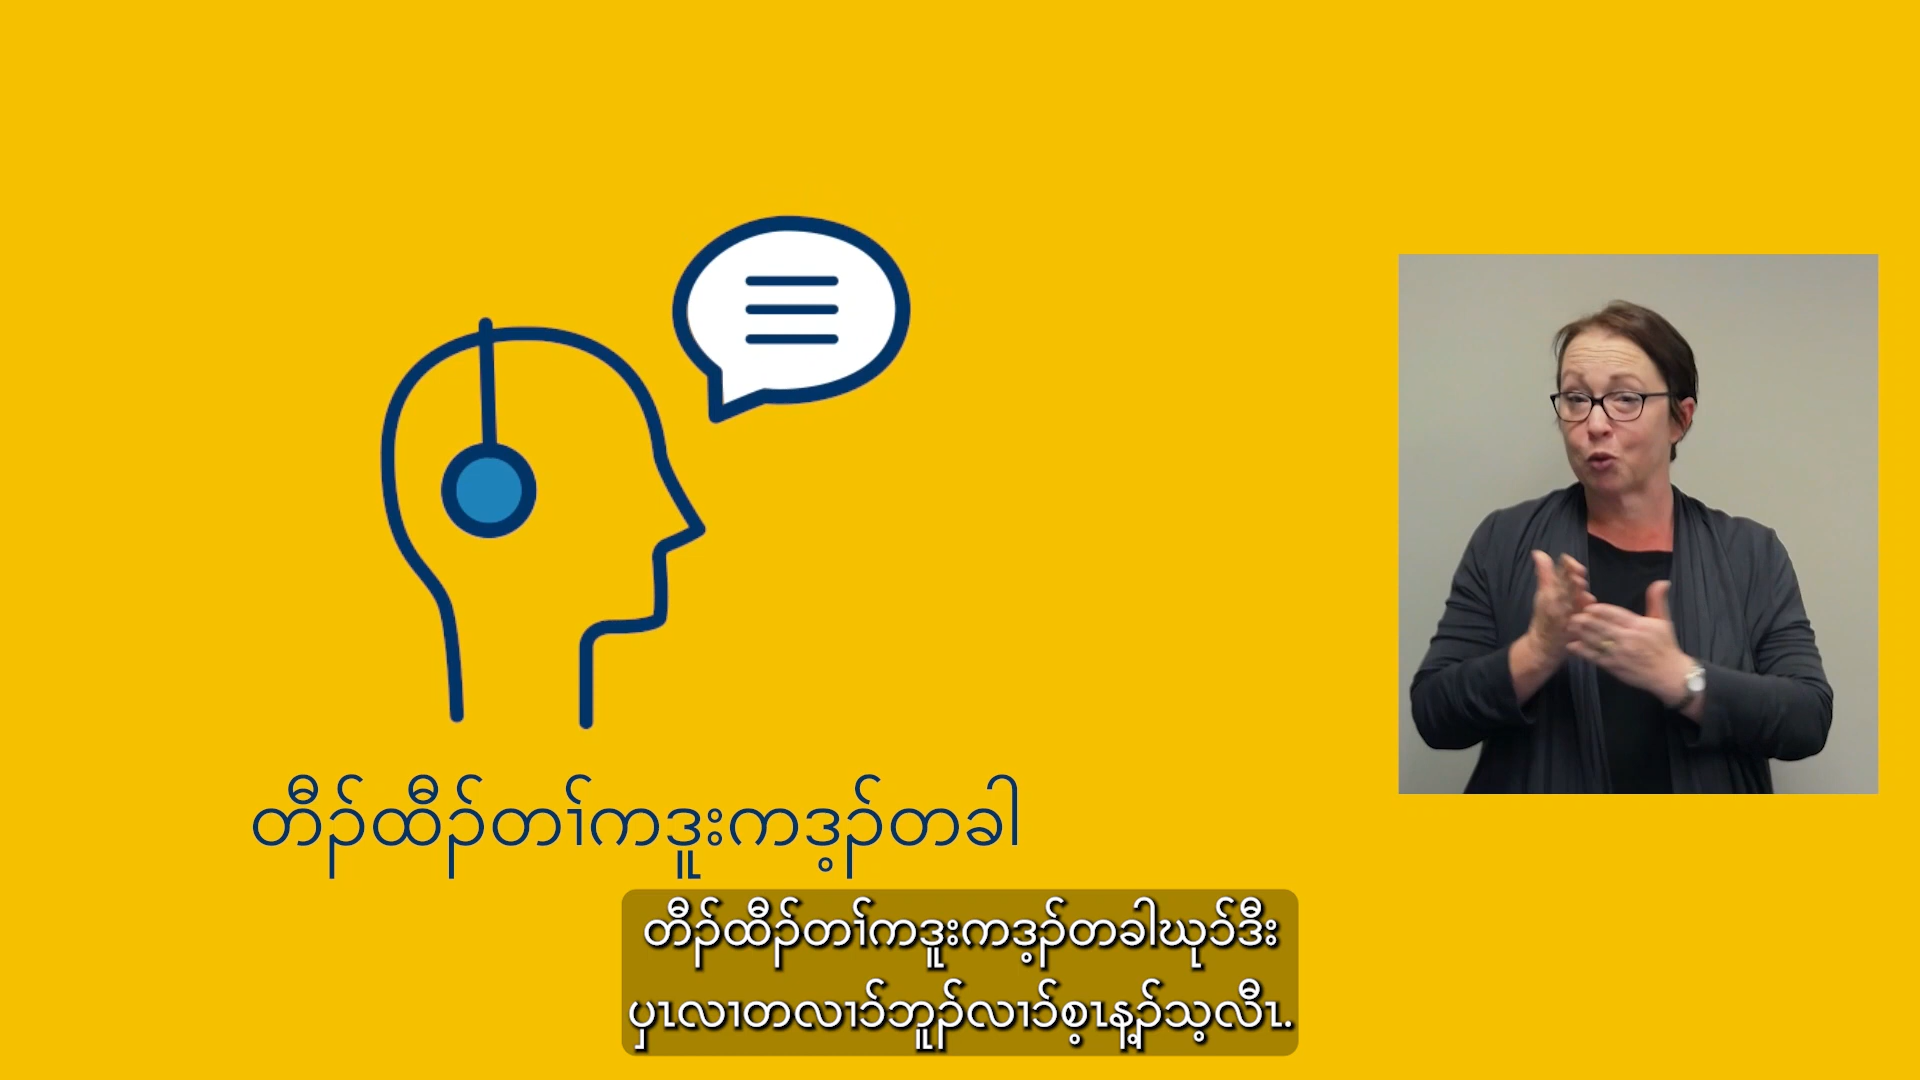 တီၣ်ထီၣ်တၢ်ကဒူးကဒ့ၣ်တခါ
တီၣ်ထီၣ်တၢ်ကဒူးကဒ့ၣ်တခါဃုာ်ဒီး
ပှၤလၢတလၢာ်ဘူၣ်လၢာ်စ့ၤန့ၣ်သ့လီၤ.